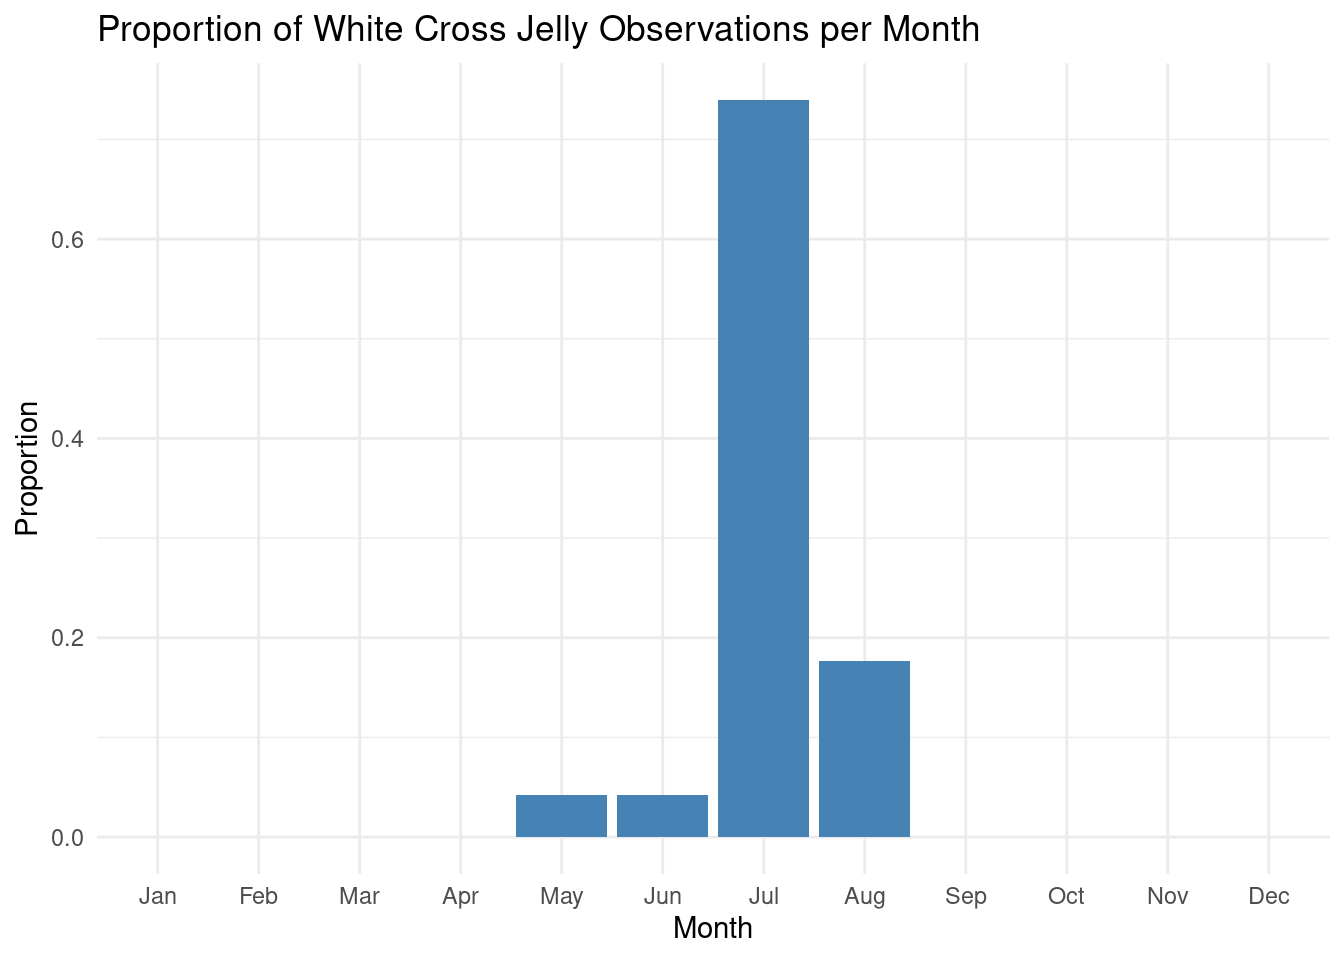 Proportion of White Cross Jelly Observations per Month
Proportion
0.6
0.4
0.2
0.0
Jan Feb Mar Apr May Jun Jul Aug Sep Oct Nov Dec
Month